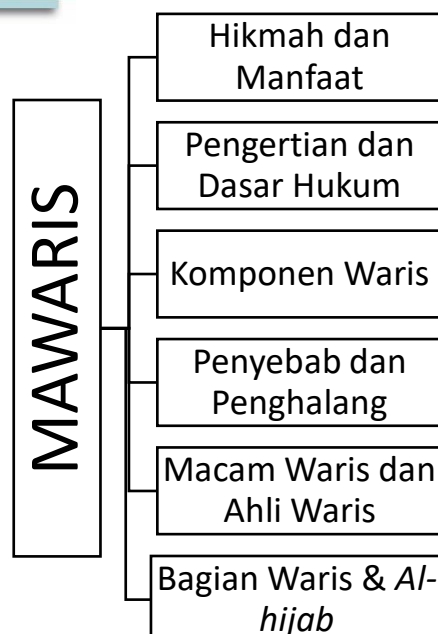 MAWARIS
Hikmah dan
Manfaat
Pengertian dan
Dasar Hukum
Komponen Waris
Penyebab dan
Penghalang
Macam Waris dan
Ahli Waris
Bagian Waris & Al-
hijab